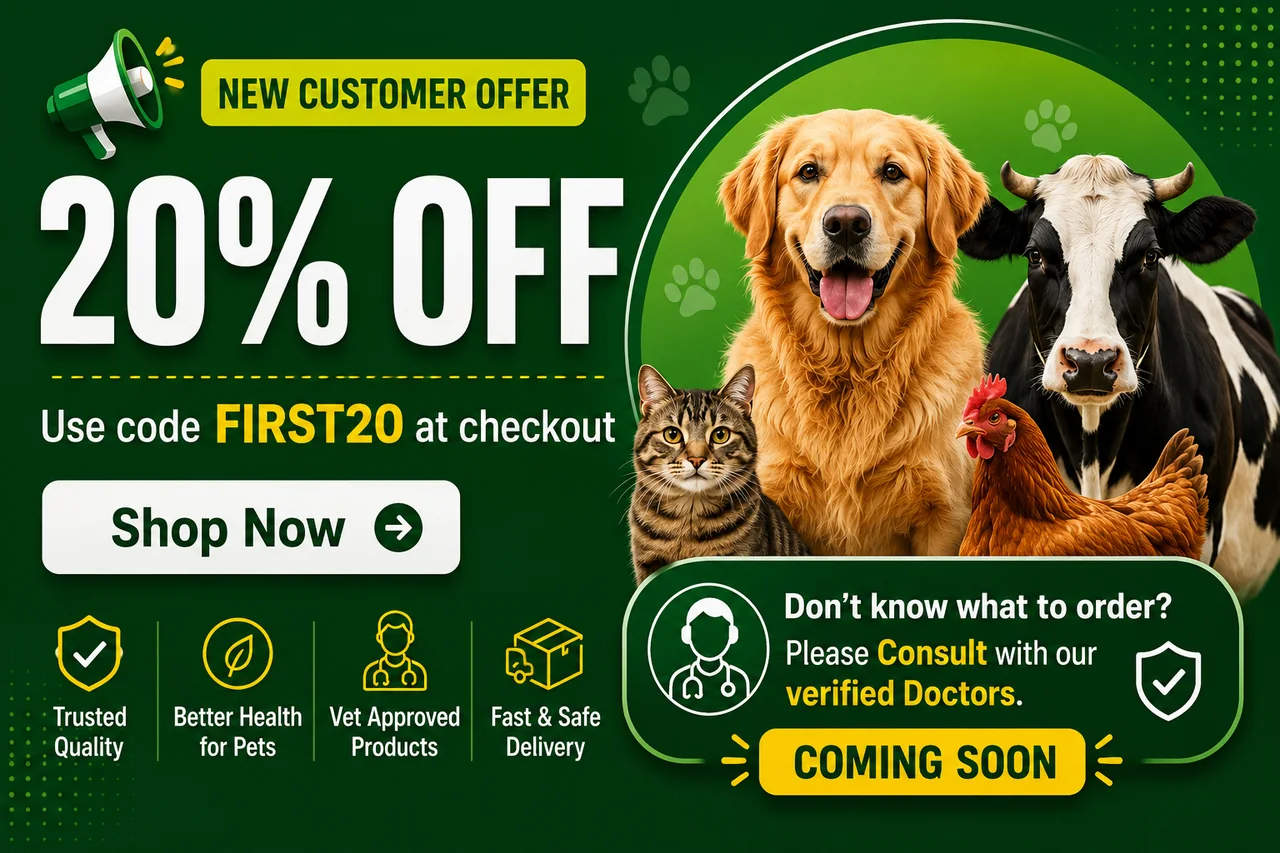 NEW CUSTOMER OFFER
20% OFF
Use code FIRST20 at checkout
Shop Now
Trusted
Quality
Better Health
for Pets
Vet Approved
Products
Fast & Safe
Delivery
Don't know what to order?
Please Consult with our
verified Doctors.
COMING SOON